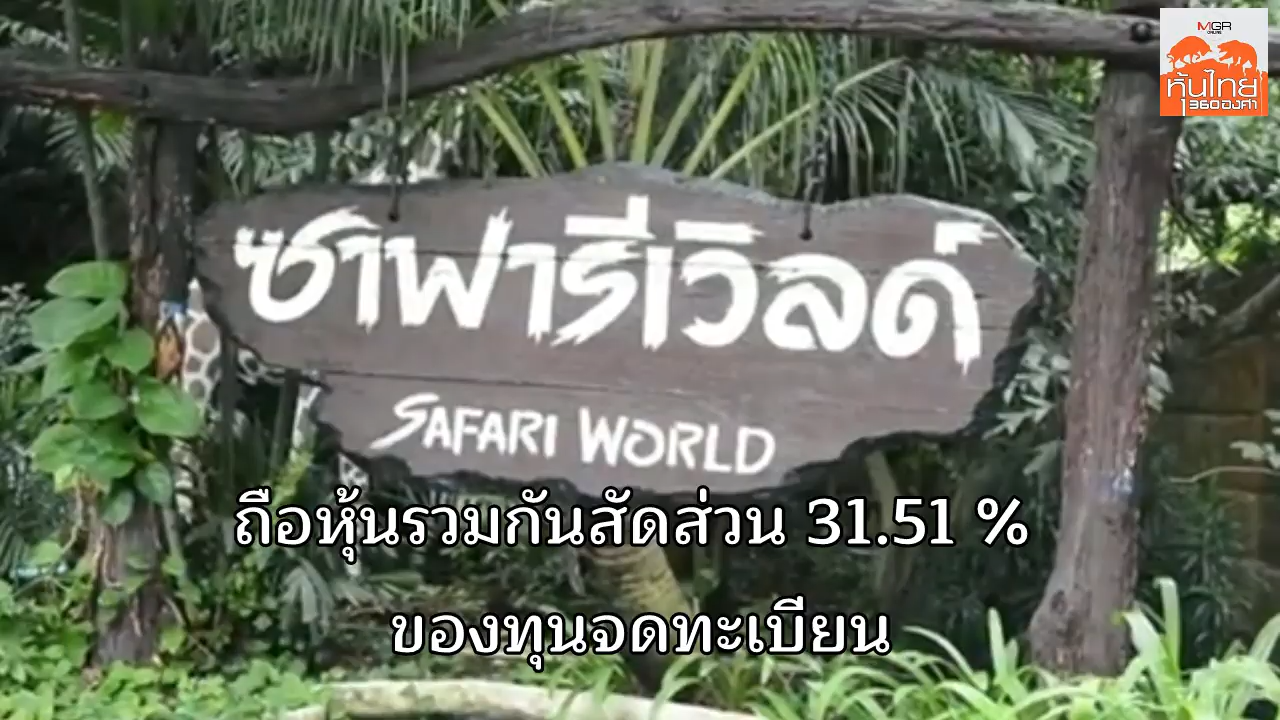 MGR
ONLINE
หุ้นไทย
360องศา
ซาฟารีเวิลด์
SAFARI WORLD
ถือหุ้นรวมกันสัดส่วน 31.51 %
ของทุนจดทะเบียน